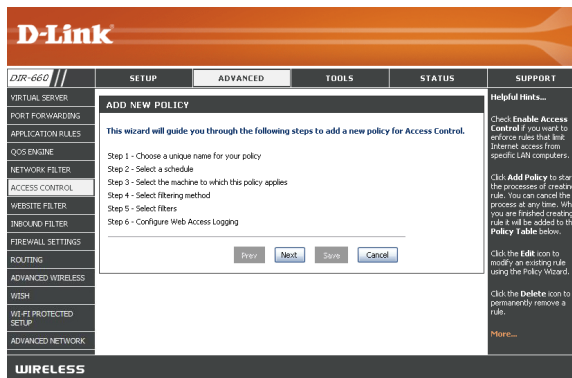 D-Link
DIR-660 //
SETUP
ADVANCED
TOOLS
STATUS
SUPPORT
VIRTUAL SERVER
PORT FORWARDING
APPLICATION RULES
QOS ENGINE
NETWORK FILTER
ACCESS CONTROL
WEBSITE FILTER
INBOUND FILTER
FIREWALL SETTINGS
ROUTING
ADVANCED WIRELESS
WISH
WI-FI PROTECTED
SETUP
ADVANCED NETWORK
ADD NEW POLICY
This wizard will guide you through the following steps to add a new policy for Access Control.
Step 1 - Choose a unique name for your policy
Step 2 - Select a schedule
Step 3 - Select the machine to which this policy applies
Step 4 - Select filtering method
Step 5 - Select filters
Step 6 - Configure Web Access Logging
Prev
Next
Save
Cancel
Helpful Hints...
Check Enable Access
Control if you want to
enforce rules that limit
Internet access from
specific LAN computers.
Click Add Policy to star
the processes of creatin
rule. You can cancel the
process at any time. Wh
you are finished creating
rule it will be added to th
Policy Table below.
Click the Edit icon to
modify an existing rule
using the Policy Wizard.
Click the Delete icon to
permanently remove a
rule.
More...
WIRELESS